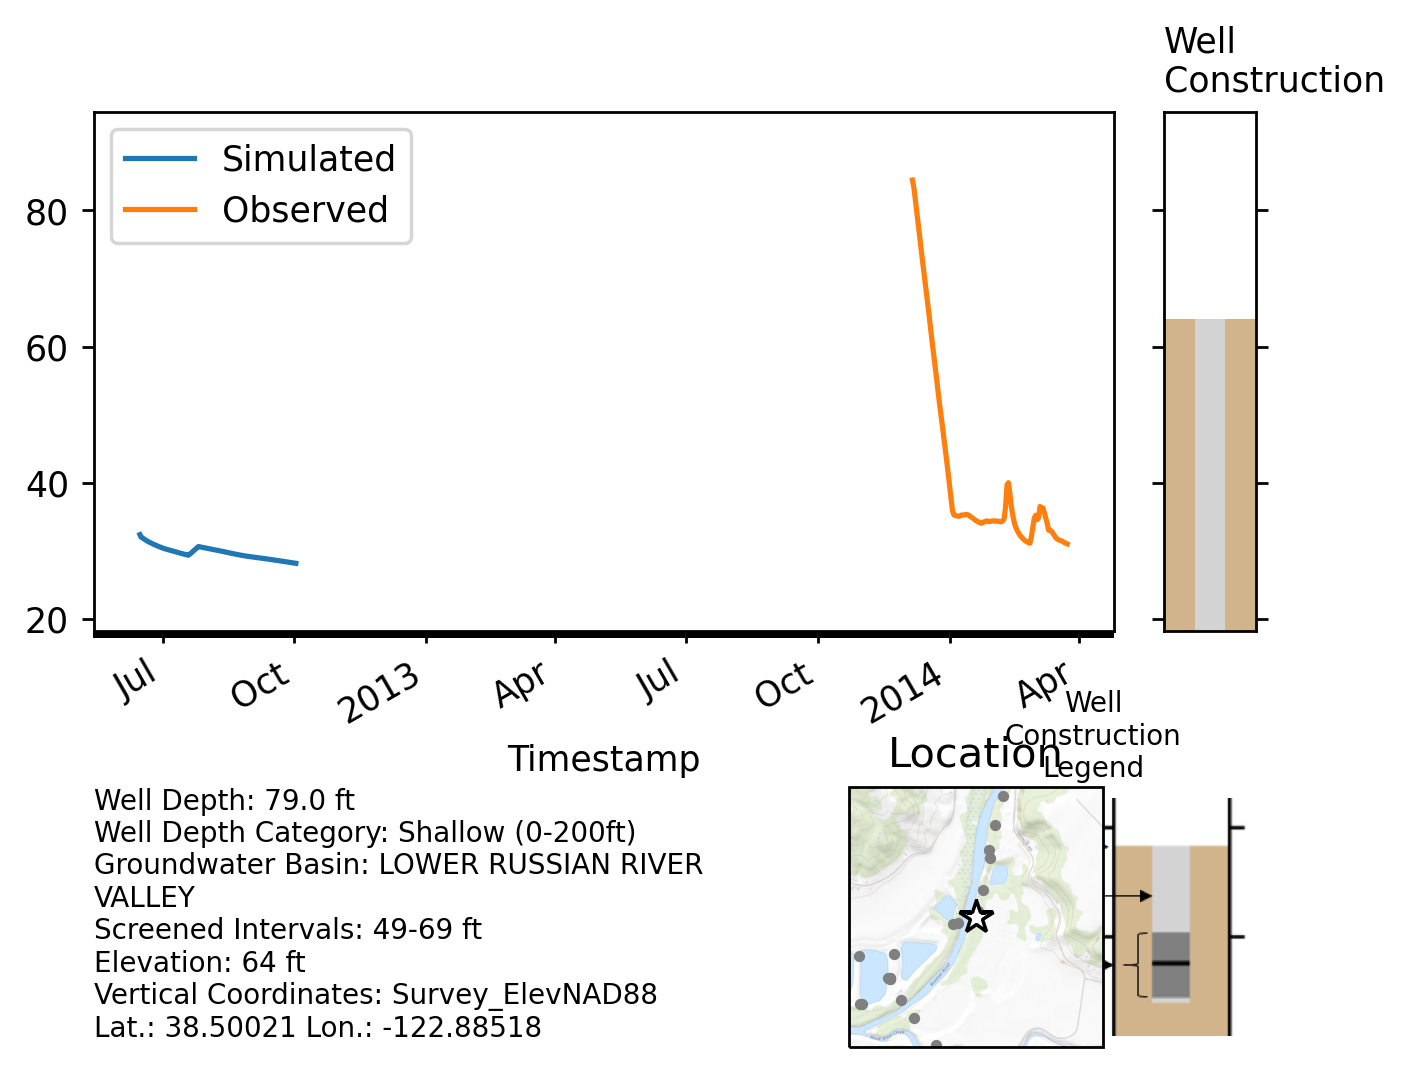 Well
Construction
Simulated
Observed
80
60
40
20
Jul
Oct
2013
Apr
Jul
Oct
2014
Apr
Timestamp
Well
Construction
Legend
Location
Well Depth: 79.0 ft
Well Depth Category: Shallow (0-200ft)
Groundwater Basin: LOWER RUSSIAN RIVER
VALLEY
Screened Intervals: 49-69 ft
Elevation: 64 ft
Vertical Coordinates: Survey_ElevNAD88
Lat.: 38.50021 Lon.: -122.88518